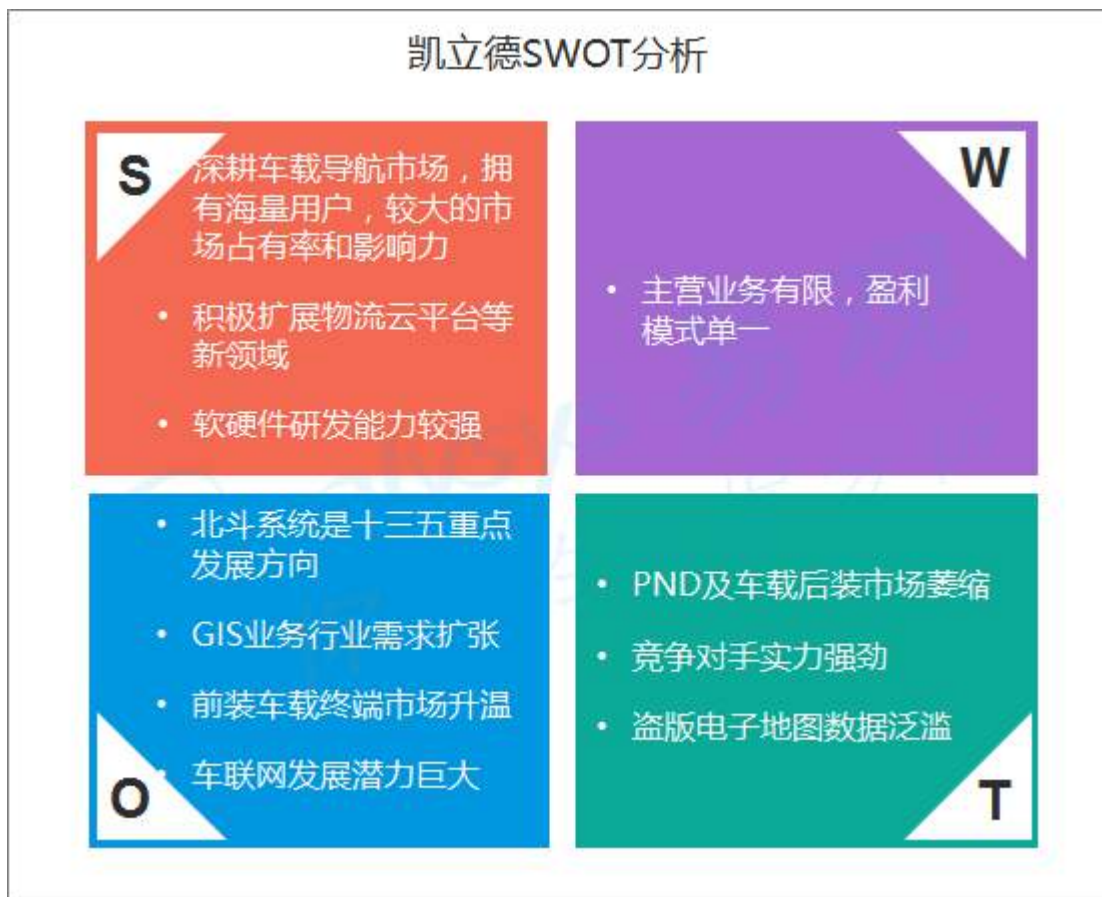 凯立德SWOT分析
S
深耕车载导航市场，拥
有海量用户，较大的市
场占有率和影响力
• 积极扩展物流云平台等
新领域
• 软硬件研发能力较强
W
• 主营业务有限，盈利
模式单一
• 北斗系统是十三五重点
发展方向
• GIS业务行业需求扩张
• 前装车载终端市场升温
• 车联网发展潜力巨大
O
• PND及车载后装市场萎缩
• 竞争对手实力强劲
• 盗版电子地图数据泛滥
T